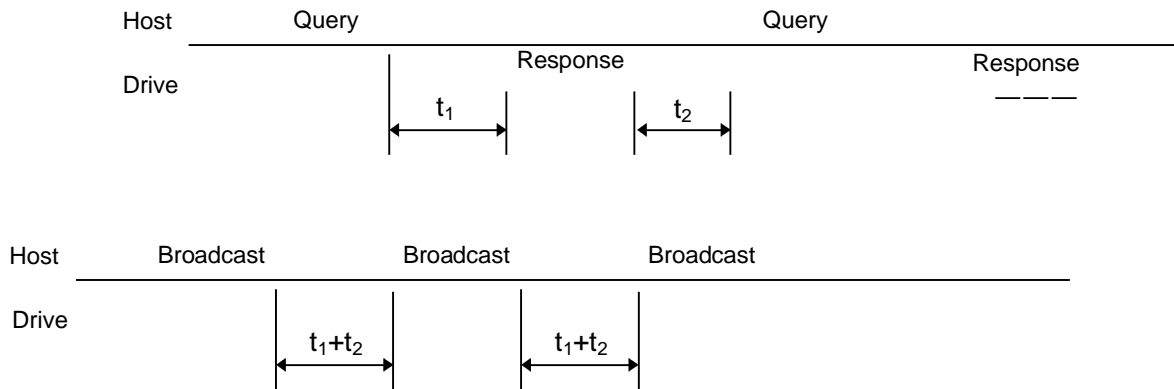 Host Query Query
Response Response
Drive
t₁ t₂
Host Broadcast Broadcast Broadcast
Drive
t₁+t₂ t₁+t₂